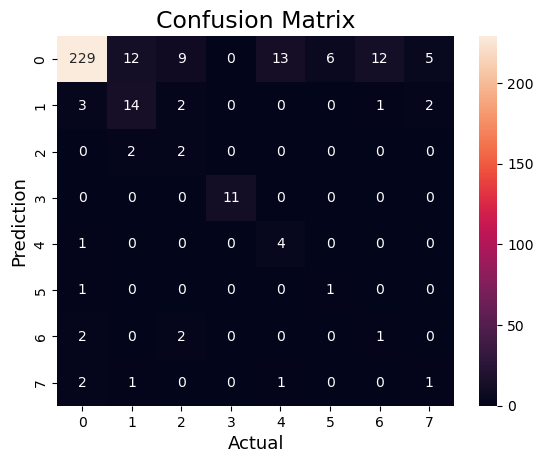 Confusion Matrix
0 229 12 9 0 13 6 12 5
1 3 14 2 0 0 0 1 2
2 0 2 2 0 0 0 0 0
3 0 0 0 11 0 0 0 0
4 1 0 0 0 4 0 0 0
5 1 0 0 0 0 1 0 0
6 2 0 2 0 0 0 1 0
7 2 1 0 0 1 0 0 1
0 1 2 3 4 5 6 7
Prediction
Actual
200
150
100
50
0